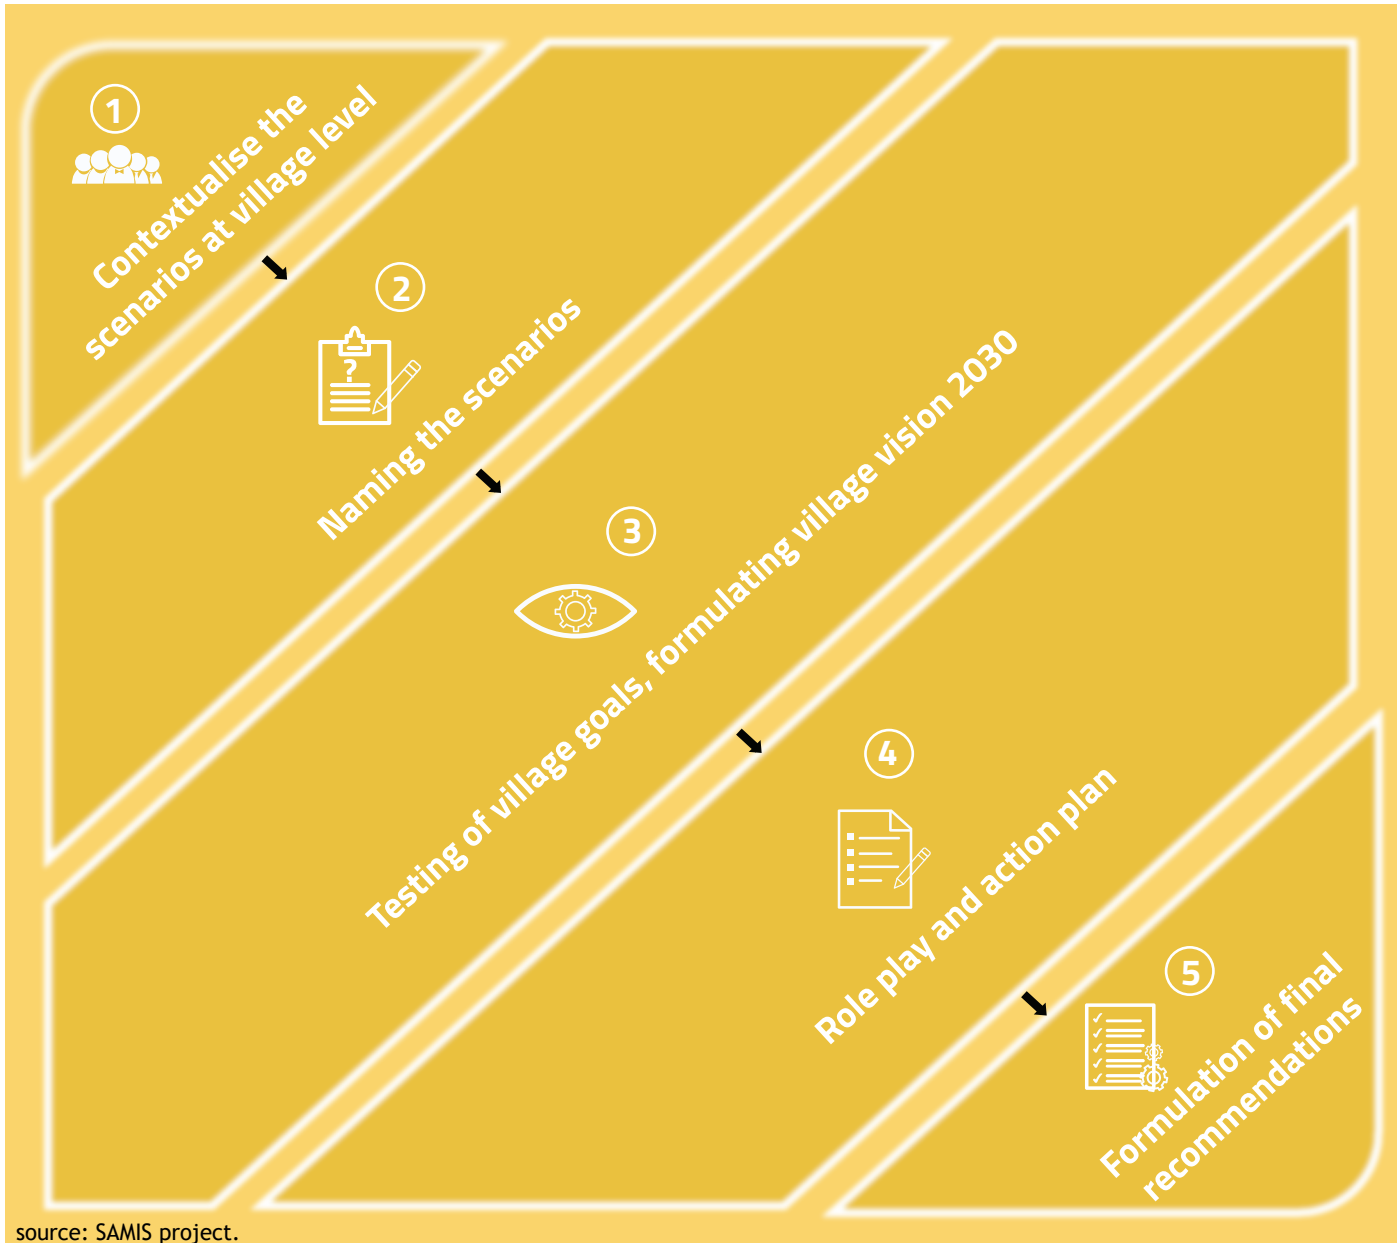 1
Contextualise the
scenarios at village level
2
?
Naming the scenarios
3
Testing of village goals, formulating village vision 2030
4
Role play and action plan
5
Formulation of final
recommendations
source: SAMIS project.